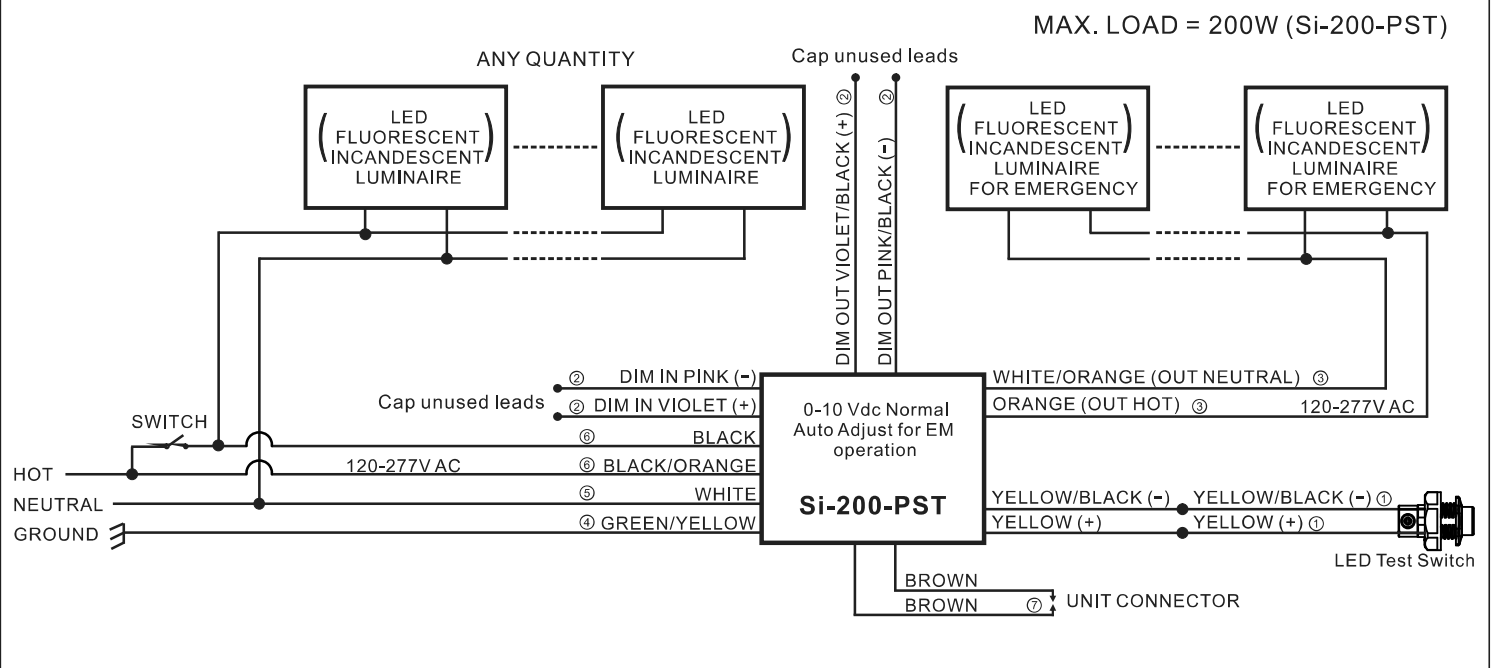 MAX. LOAD = 200W (Si-200-PST)
ANY QUANTITY
Cap unused leads
( LED
FLUORESCENT
INCANDESCENT )
LUMINAIRE
( LED
FLUORESCENT
INCANDESCENT )
LUMINAIRE
( LED
FLUORESCENT
INCANDESCENT )
LUMINAIRE
FOR EMERGENCY
( LED
FLUORESCENT
INCANDESCENT )
LUMINAIRE
FOR EMERGENCY
DIM OUT VIOLET/BLACK (+) ②
DIM OUT PINK/BLACK (-) ②
② DIM IN PINK (-)
Cap unused leads
② DIM IN VIOLET (+)
SWITCH
⑥ BLACK
HOT
120-277V AC
⑥ BLACK/ORANGE
NEUTRAL
⑤ WHITE
GROUND
④ GREEN/YELLOW
0-10 Vdc Normal
Auto Adjust for EM
operation
Si-200-PST
WHITE/ORANGE (OUT NEUTRAL) ③
ORANGE (OUT HOT) ③ 120-277V AC
YELLOW/BLACK (-) YELLOW/BLACK (-) ①
YELLOW (+) YELLOW (+) ①
LED Test Switch
BROWN
BROWN ⑦
UNIT CONNECTOR